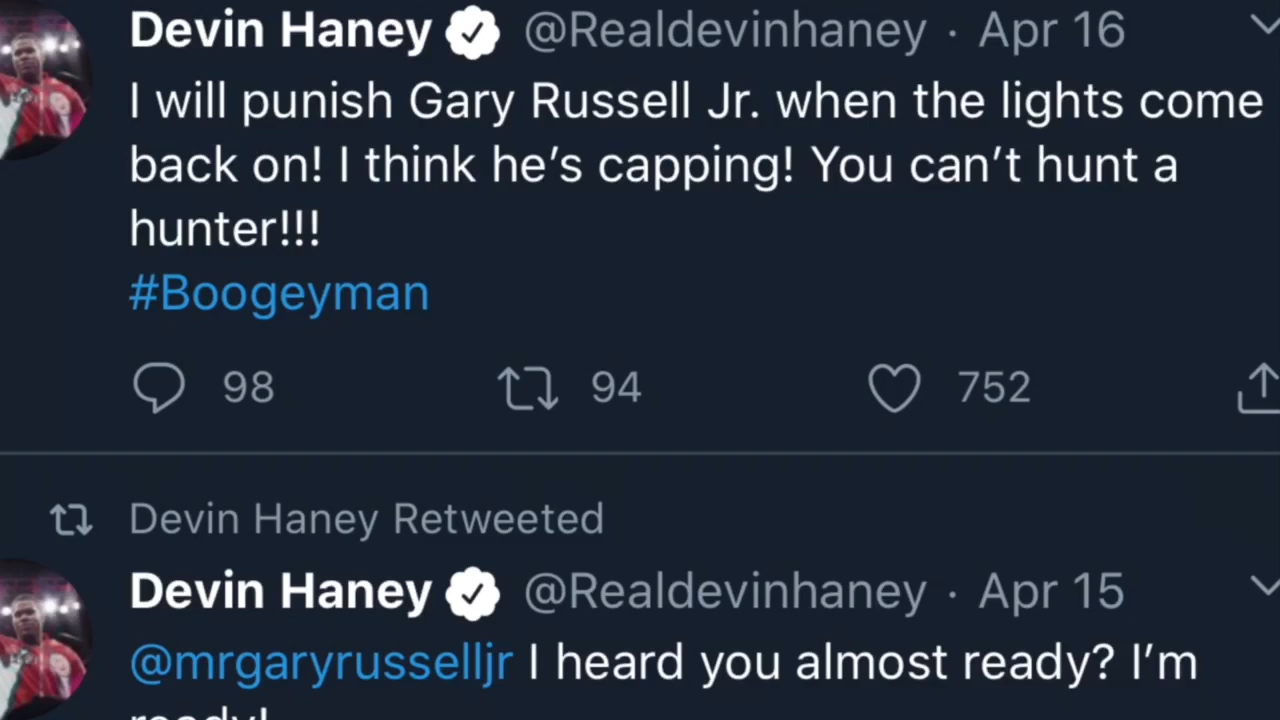 Devin Haney @Realdevinhaney · Apr 16
I will punish Gary Russell Jr. when the lights come
back on! I think he’s capping! You can’t hunt a
hunter!!!
#Boogeyman
98 94 752
Devin Haney Retweeted
Devin Haney @Realdevinhaney · Apr 15
@mrgaryrusselljr I heard you almost ready? I’m
ready!